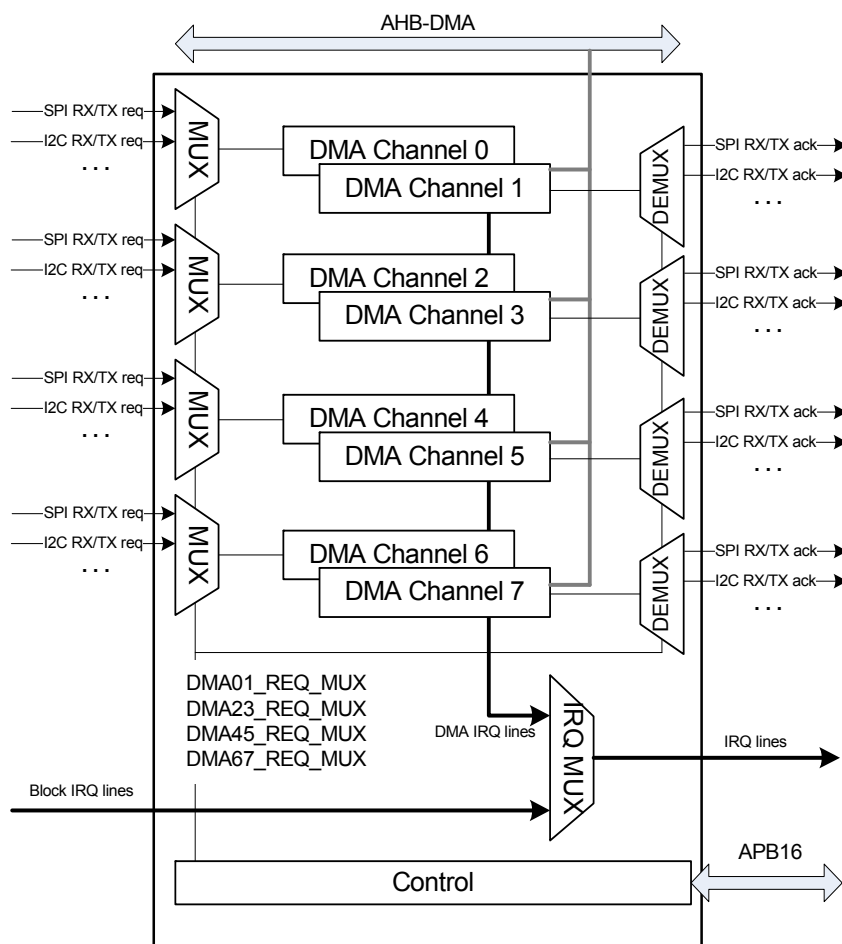 AHB-DMA
SPI RX/TX req
I2C RX/TX req
. . .
MUX
DMA Channel 0
DMA Channel 1
DEMUX
SPI RX/TX ack
I2C RX/TX ack
. . .
SPI RX/TX req
I2C RX/TX req
. . .
MUX
DMA Channel 2
DMA Channel 3
DEMUX
SPI RX/TX ack
I2C RX/TX ack
. . .
SPI RX/TX req
I2C RX/TX req
. . .
MUX
DMA Channel 4
DMA Channel 5
DEMUX
SPI RX/TX ack
I2C RX/TX ack
. . .
SPI RX/TX req
I2C RX/TX req
. . .
MUX
DMA Channel 6
DMA Channel 7
DEMUX
SPI RX/TX ack
I2C RX/TX ack
. . .
DMA01_REQ_MUX
DMA23_REQ_MUX
DMA45_REQ_MUX
DMA67_REQ_MUX
DMA IRQ lines
IRQ MUX
IRQ lines
Block IRQ lines
APB16
Control